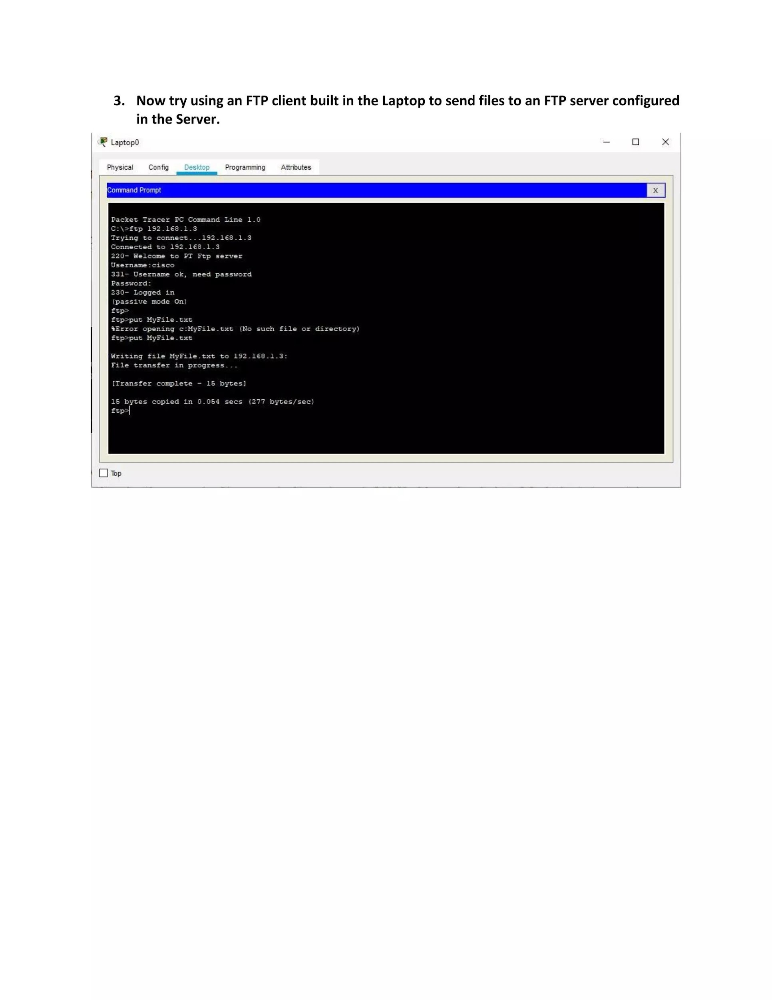 3. Now try using an FTP client built in the Laptop to send files to an FTP server configured
in the Server.
Laptop0
Physical Config Desktop Programming Attributes
Command Prompt X
Packet Tracer PC Command Line 1.0
C:\>ftp 192.168.1.3
Trying to connect...192.168.1.3
Connected to 192.168.1.3
220- Welcome to PT Ftp server
Username:cisco
331- Username ok, need password
Password:
230- Logged in
(passive mode On)
ftp>
ftp>put MyFile.txt
%Error opening c:MyFile.txt (No such file or directory)
ftp>put MyFile.txt
Writing file MyFile.txt to 192.168.1.3:
File transfer in progress...
[Transfer complete - 15 bytes]
15 bytes copied in 0.054 secs (277 bytes/sec)
ftp>
Top